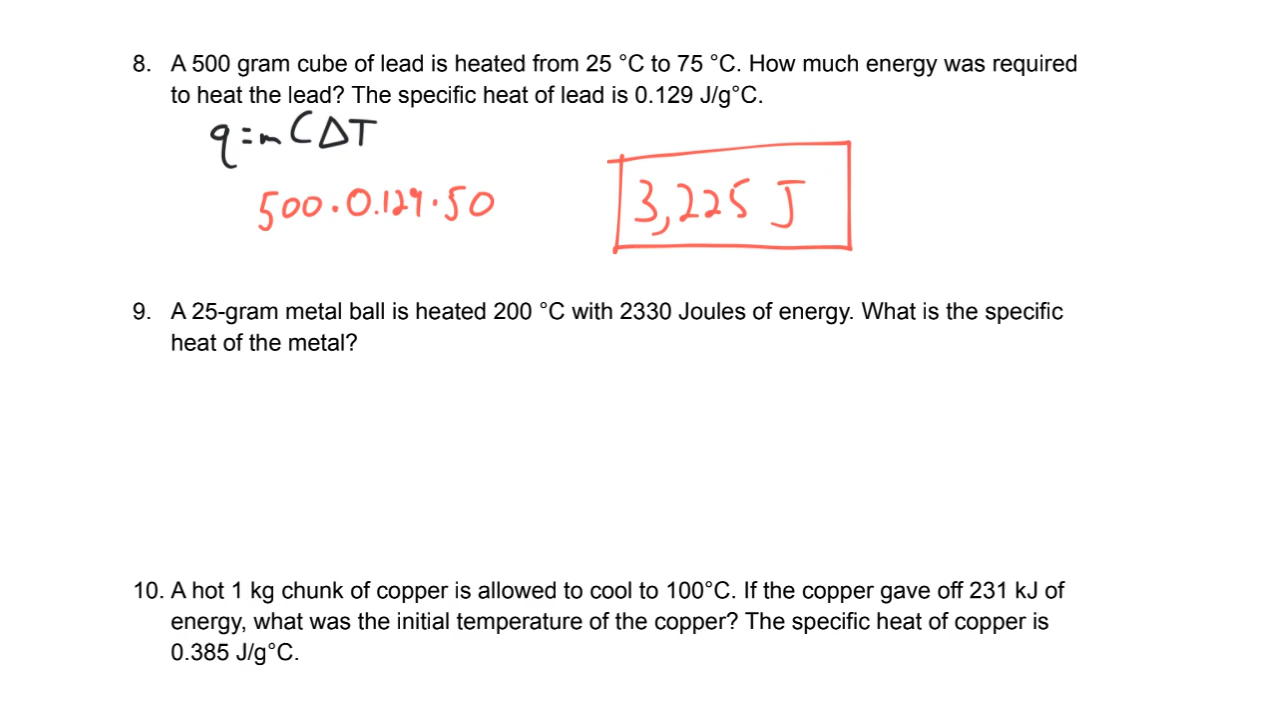 8. A 500 gram cube of lead is heated from 25 °C to 75 °C. How much energy was required
to heat the lead? The specific heat of lead is 0.129 J/g°C.
q=mCΔT
500·0.129·50
3,225 J
9. A 25-gram metal ball is heated 200 °C with 2330 Joules of energy. What is the specific
heat of the metal?
10. A hot 1 kg chunk of copper is allowed to cool to 100°C. If the copper gave off 231 kJ of
energy, what was the initial temperature of the copper? The specific heat of copper is
0.385 J/g°C.